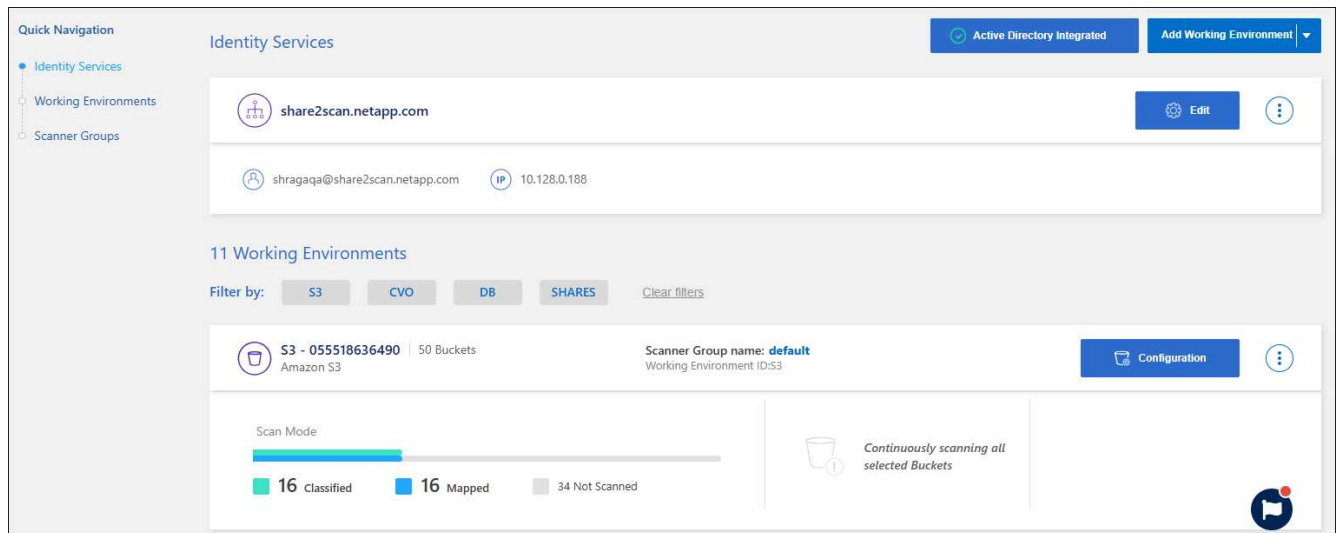 Quick Navigation
Identity Services
Working Environments
Scanner Groups
Identity Services
Active Directory Integrated
Add Working Environment
share2scan.netapp.com
Edit
shragaqa@share2scan.netapp.com
IP 10.128.0.188
11 Working Environments
Filter by: S3 CVO DB SHARES Clear filters
S3 - 055518636490 | 50 Buckets
Amazon S3
Scanner Group name: default
Working Environment ID:S3
Configuration
Scan Mode
16 Classified 16 Mapped 34 Not Scanned
Continuously scanning all
selected Buckets